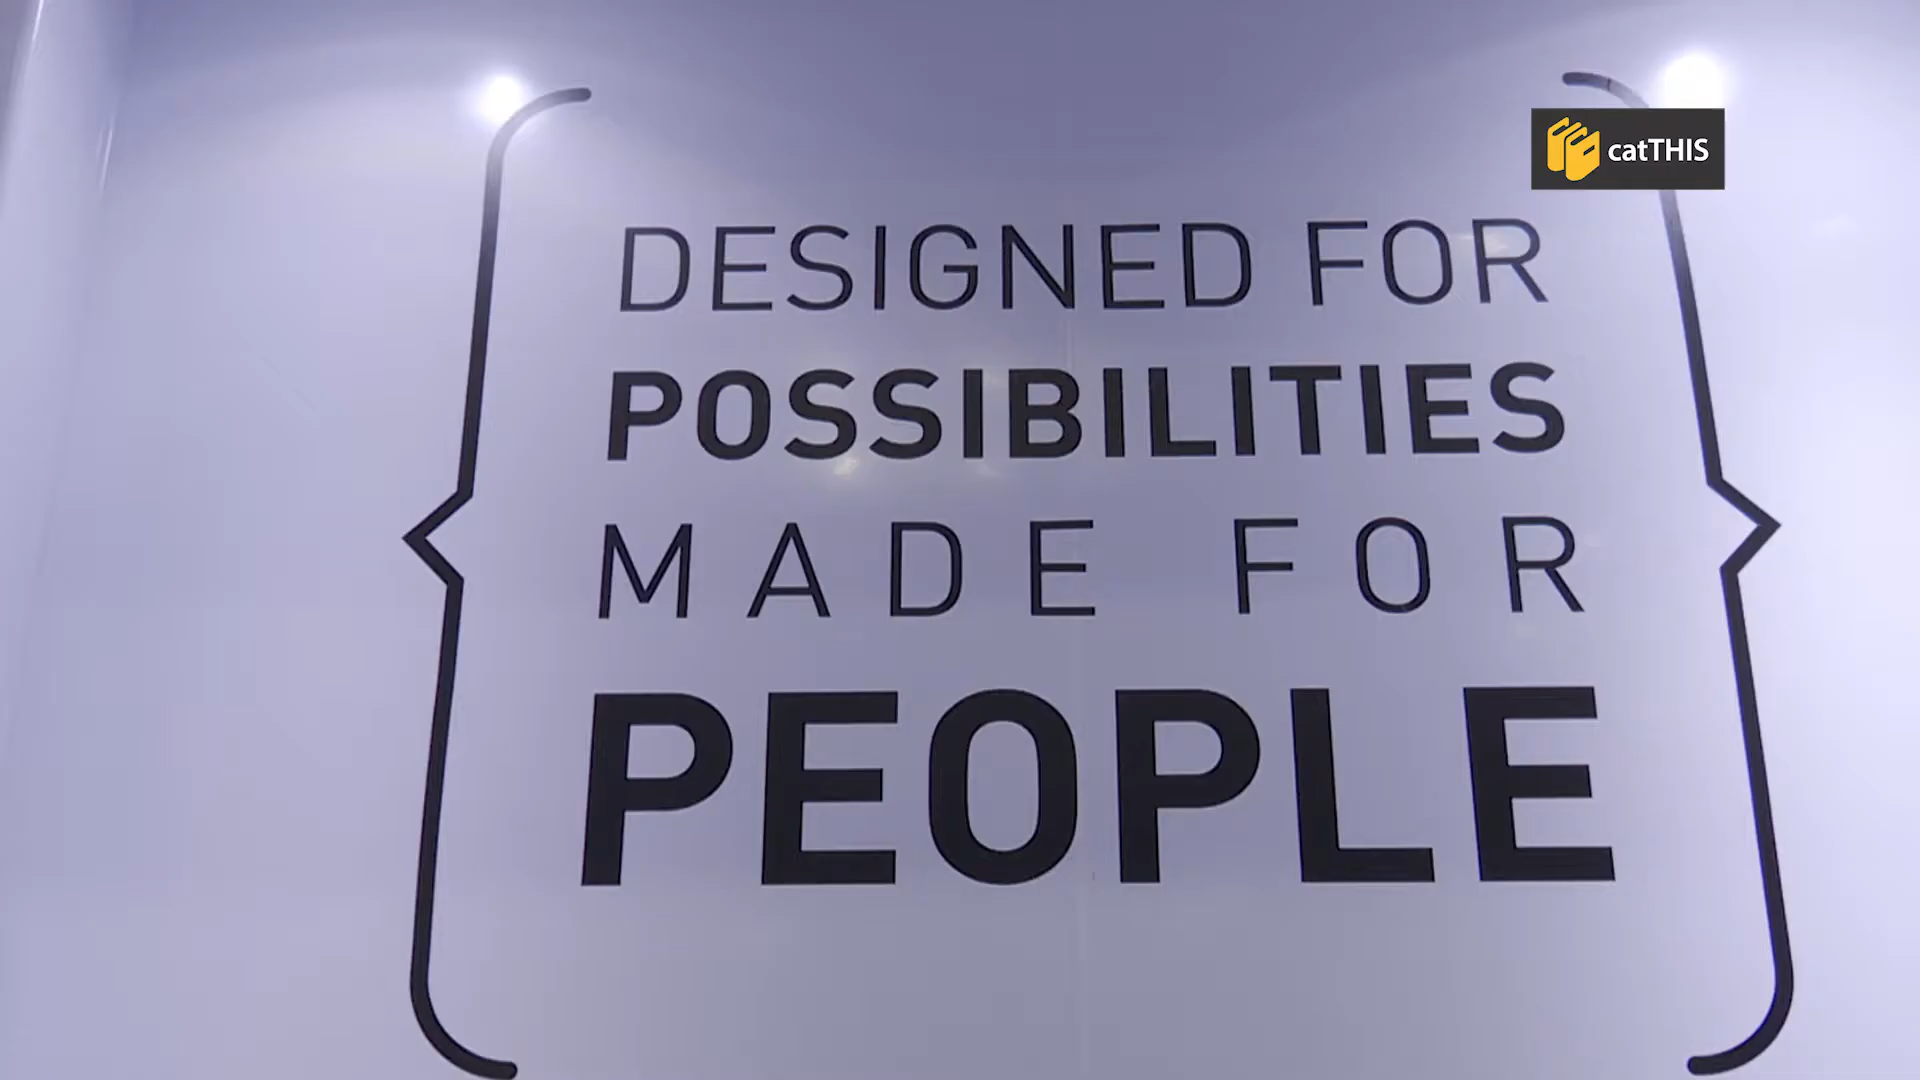 catTHIS
DESIGNED FOR
POSSIBILITIES
MADE FOR
PEOPLE